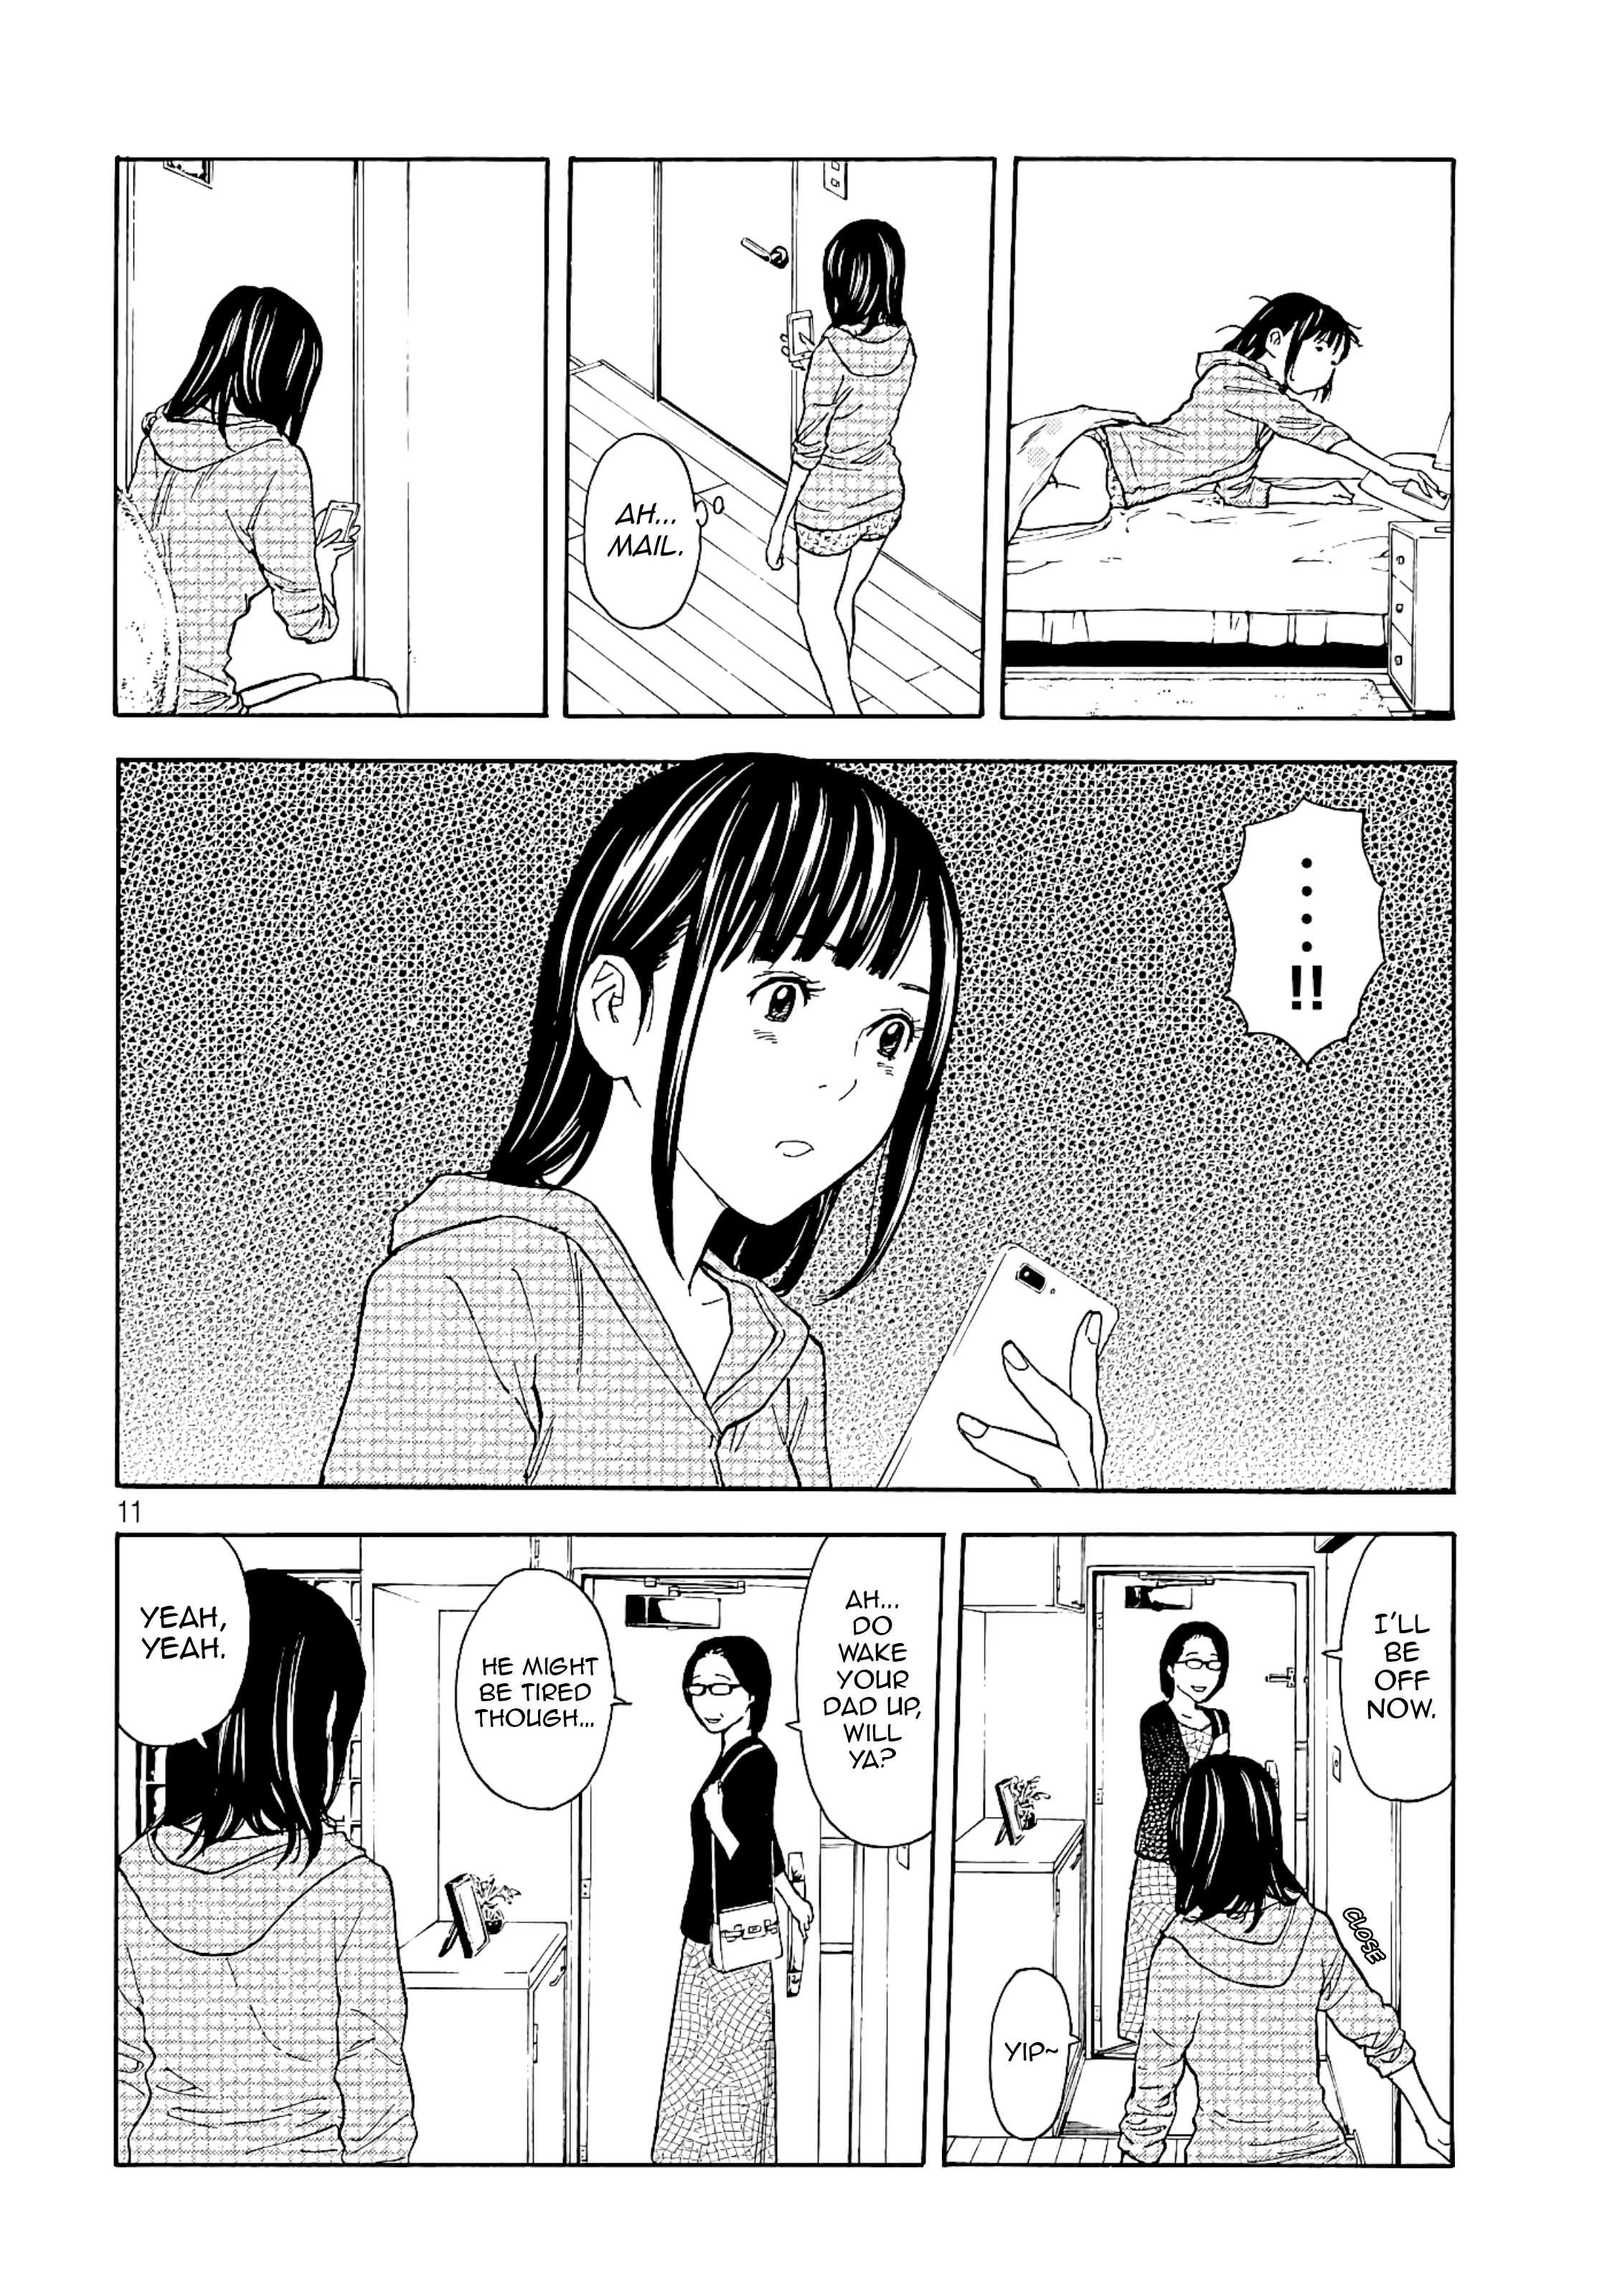 AH...
MAIL.
....!!
I'LL
BE
OFF
NOW.
CLOSE
YIP~
AH...
DO
WAKE
YOUR
DAD UP,
WILL
YA?
HE MIGHT
BE TIRED
THOUGH...
YEAH,
YEAH.
11